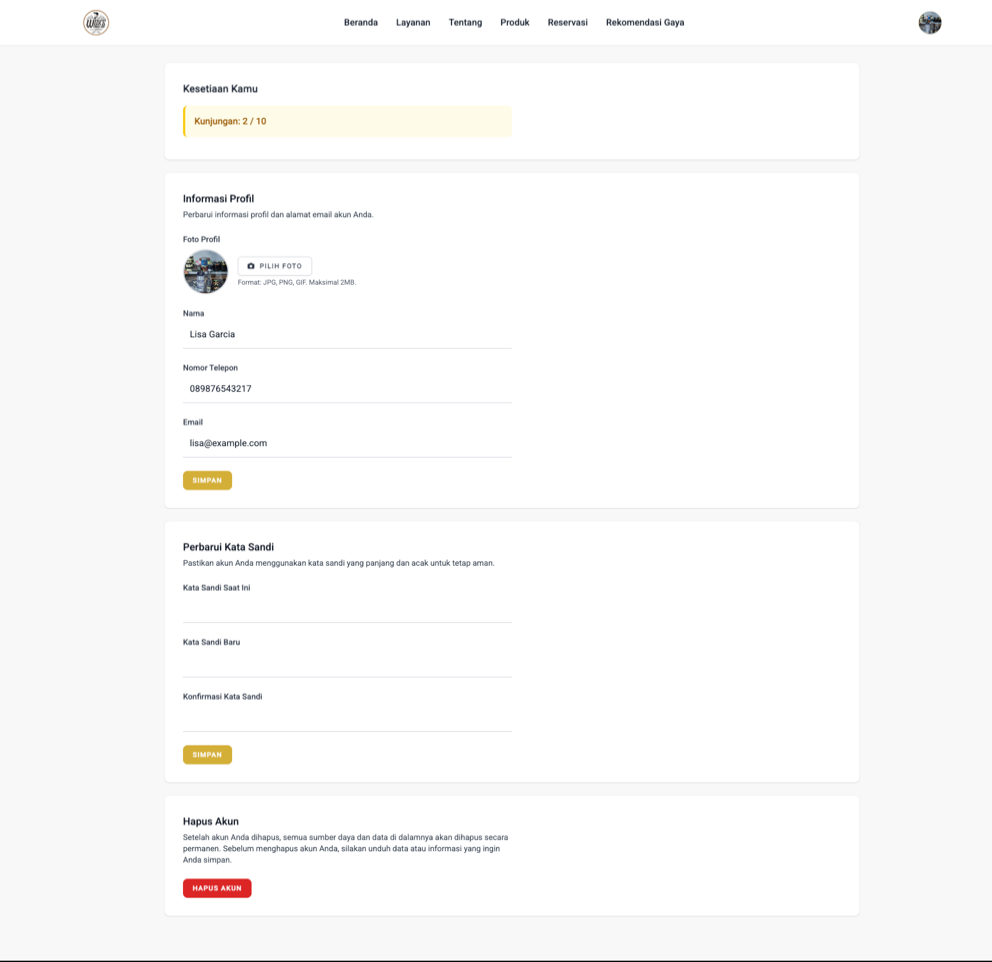 WOX'S
Beranda
Layanan
Tentang
Produk
Reservasi
Rekomendasi Gaya
Kesetiaan Kamu
Kunjungan: 2 / 10
Informasi Profil
Perbarui informasi profil dan alamat email akun Anda.
Foto Profil
PILIH FOTO
Format: JPG, PNG, GIF. Maksimal 2MB.
Nama
Lisa Garcia
Nomor Telepon
089876543217
Email
lisa@example.com
SIMPAN
Perbarui Kata Sandi
Pastikan akun Anda menggunakan kata sandi yang panjang dan acak untuk tetap aman.
Kata Sandi Saat Ini
Kata Sandi Baru
Konfirmasi Kata Sandi
SIMPAN
Hapus Akun
Setelah akun Anda dihapus, semua sumber daya dan data di dalamnya akan dihapus secara
permanen. Sebelum menghapus akun Anda, silakan unduh data atau informasi yang ingin
Anda simpan.
HAPUS AKUN